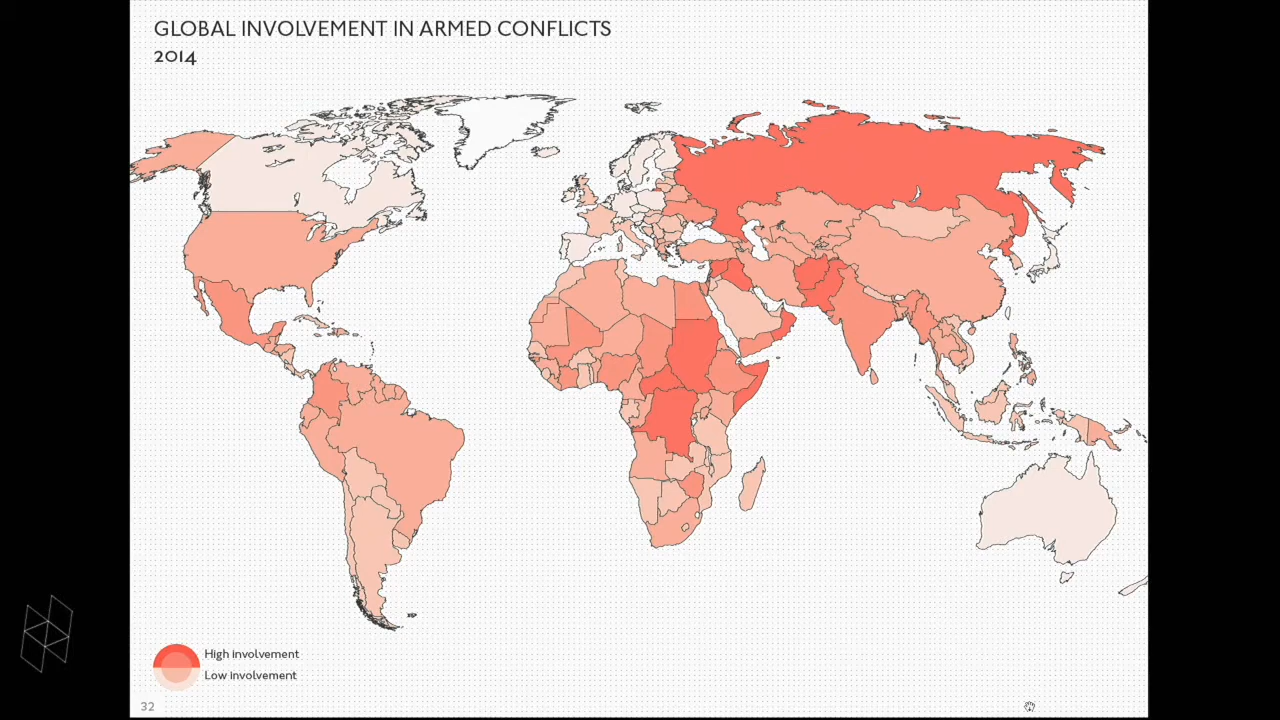 GLOBAL INVOLVEMENT IN ARMED CONFLICTS
2014
High involvement
Low involvement
32